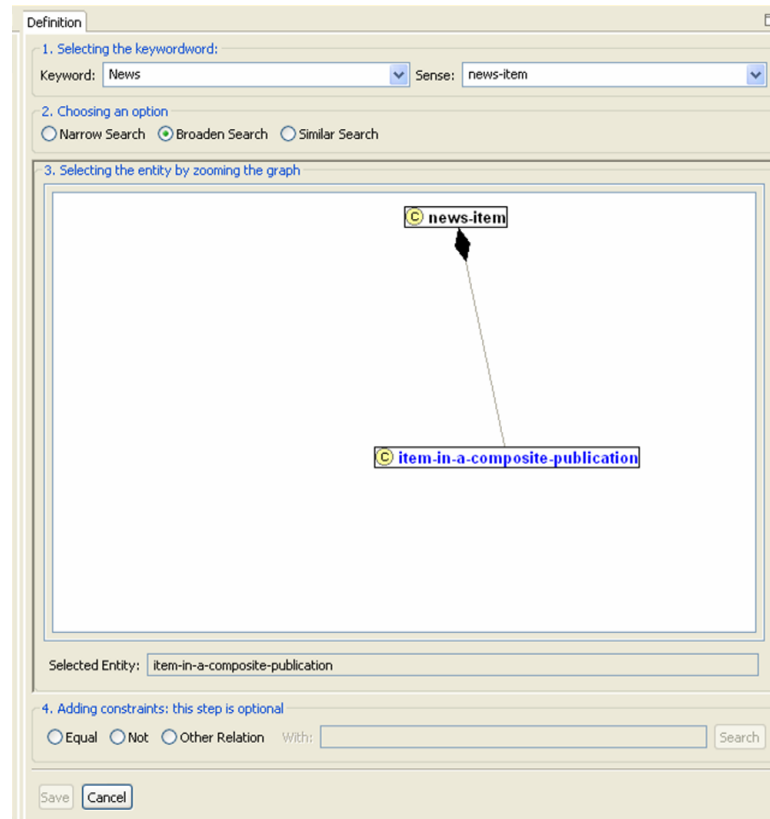 Definition
1. Selecting the keywordword:
Keyword: News Sense: news-item
2. Choosing an option
Narrow Search Broaden Search Similar Search
3. Selecting the entity by zooming the graph
C news-item
C item-in-a-composite-publication
Selected Entity: item-in-a-composite-publication
4. Adding constraints: this step is optional
Equal Not Other Relation With: Search
Save Cancel